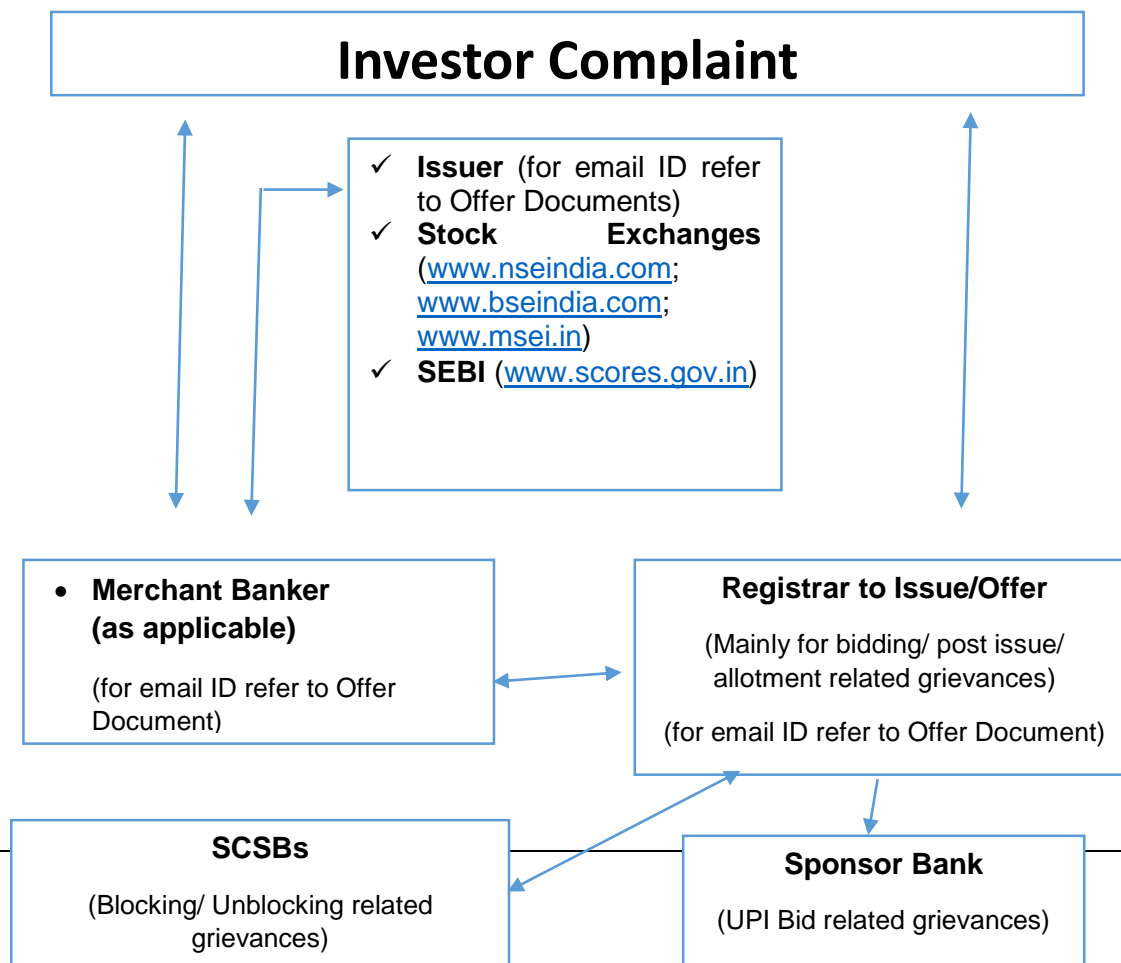 Investor Complaint
✓ Issuer (for email ID refer
to Offer Documents)
✓ Stock Exchanges
(www.nseindia.com;
www.bseindia.com;
www.msei.in)
✓ SEBI (www.scores.gov.in)
• Merchant Banker
(as applicable)
(for email ID refer to Offer
Document)
Registrar to Issue/Offer
(Mainly for bidding/ post issue/
allotment related grievances)
(for email ID refer to Offer Document)
SCSBs
(Blocking/ Unblocking related
grievances)
Sponsor Bank
(UPI Bid related grievances)